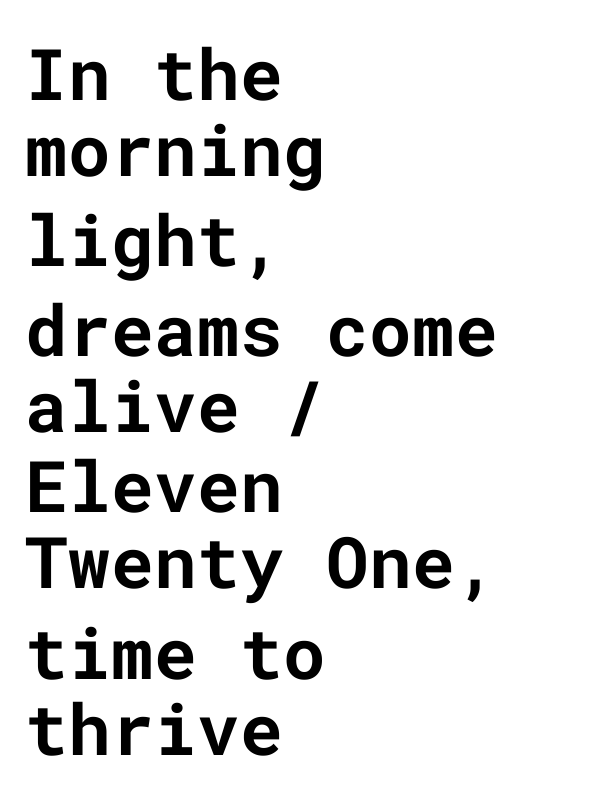 In the
morning
light,
dreams come
alive /
Eleven
Twenty One,
time to
thrive